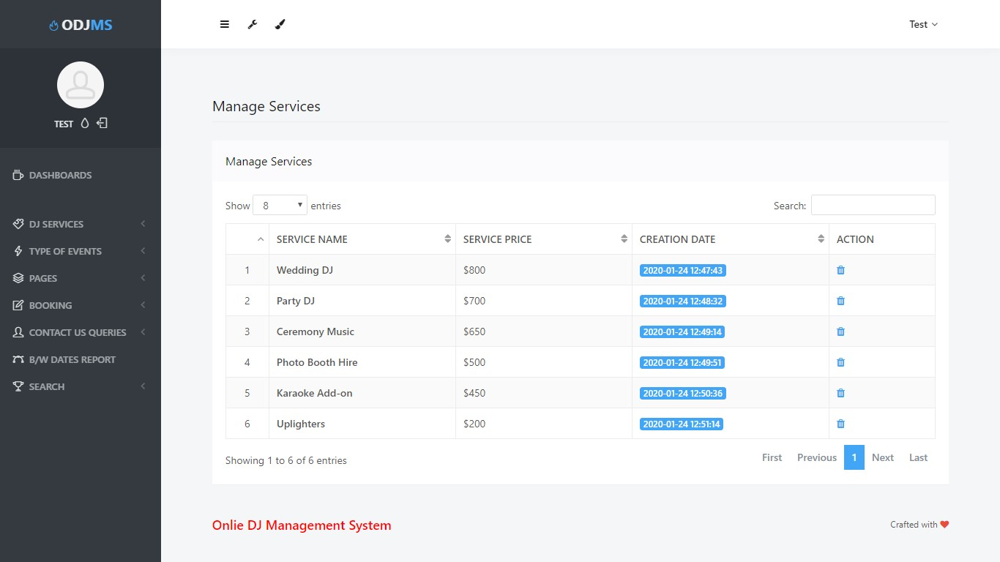 ODJMS
Test
TEST
DASHBOARDS
DJ SERVICES
TYPE OF EVENTS
PAGES
BOOKING
CONTACT US QUERIES
B/W DATES REPORT
SEARCH
Manage Services
Manage Services
Show 8 entries
Search:
SERVICE NAME SERVICE PRICE CREATION DATE ACTION
1 Wedding DJ $800 2020-01-24 12:47:43
2 Party DJ $700 2020-01-24 12:48:32
3 Ceremony Music $650 2020-01-24 12:49:14
4 Photo Booth Hire $500 2020-01-24 12:49:51
5 Karaoke Add-on $450 2020-01-24 12:50:36
6 Uplighters $200 2020-01-24 12:51:14
Showing 1 to 6 of 6 entries
First Previous 1 Next Last
Onlie DJ Management System
Crafted with